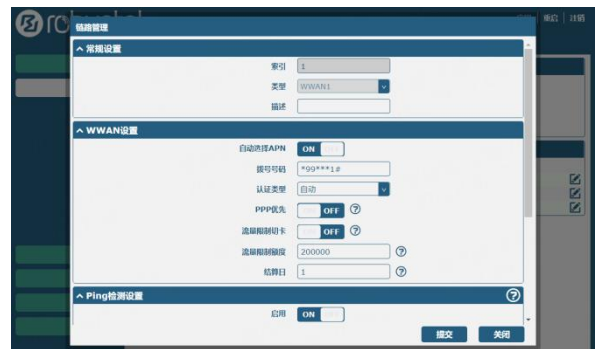 robustel
重启 | 注销
链路管理
^ 常规设置
索引 1
类型 WWAN1
描述
^ WWAN设置
自动选择APN ON
拨号号码 *99***1#
认证类型 自动
PPP优先 OFF ?
流量限制切卡 OFF ?
流量限制额度 200000 ?
结算日 1 ?
^ Ping检测设置 ?
启用 ON
提交 关闭